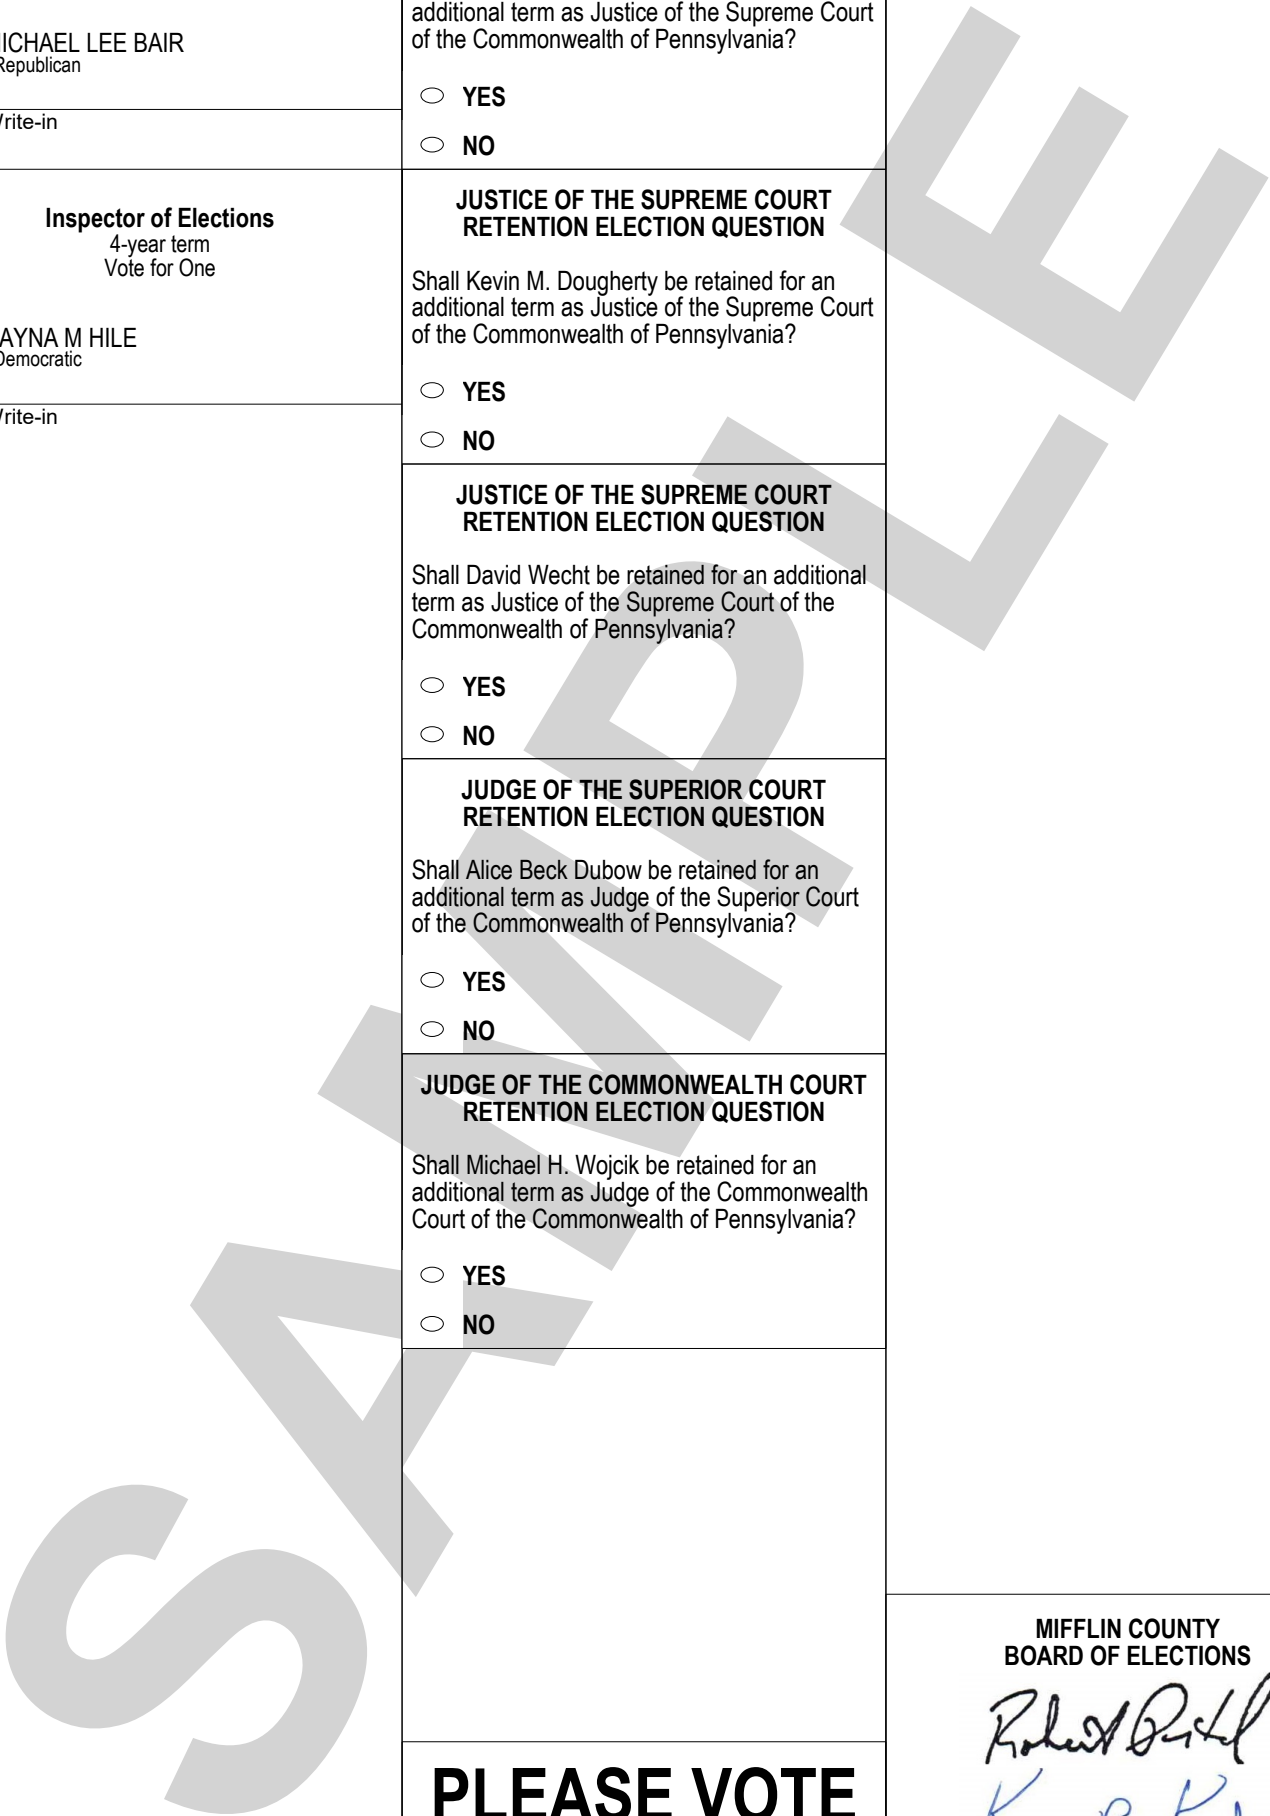 ICHAEL LEE BAIR
Republican
rite-in
Inspector of Elections
4-year term
Vote for One
AYNA M HILE
Democratic
rite-in
additional term as Justice of the Supreme Court
of the Commonwealth of Pennsylvania?
YES
NO
JUSTICE OF THE SUPREME COURT
RETENTION ELECTION QUESTION
Shall Kevin M. Dougherty be retained for an
additional term as Justice of the Supreme Court
of the Commonwealth of Pennsylvania?
YES
NO
JUSTICE OF THE SUPREME COURT
RETENTION ELECTION QUESTION
Shall David Wecht be retained for an additional
term as Justice of the Supreme Court of the
Commonwealth of Pennsylvania?
YES
NO
JUDGE OF THE SUPERIOR COURT
RETENTION ELECTION QUESTION
Shall Alice Beck Dubow be retained for an
additional term as Judge of the Superior Court
of the Commonwealth of Pennsylvania?
YES
NO
JUDGE OF THE COMMONWEALTH COURT
RETENTION ELECTION QUESTION
Shall Michael H. Wojcik be retained for an
additional term as Judge of the Commonwealth
Court of the Commonwealth of Pennsylvania?
YES
NO
PLEASE VOTE
MIFFLIN COUNTY
BOARD OF ELECTIONS
Robert
SAMPLE